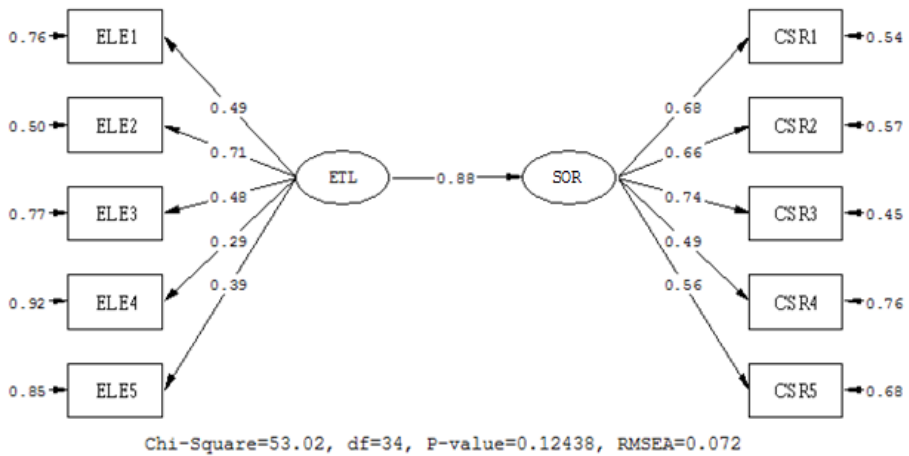 0.76 ELE1 CSR1 0.54
0.49 0.68
0.50 ELE2 CSR2 0.57
0.71 0.66
ETL 0.88 SOR
0.48 0.74
0.77 ELE3 CSR3 0.45
0.29 0.49
0.39 0.56
0.92 ELE4 CSR4 0.76
0.85 ELE5 CSR5 0.68
Chi-Square=53.02, df=34, P-value=0.12438, RMSEA=0.072